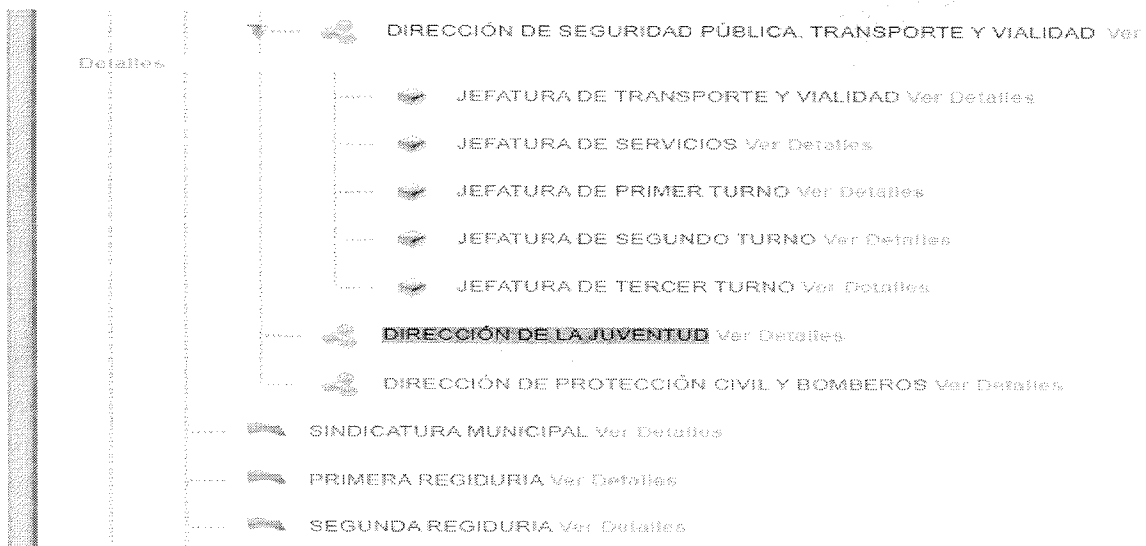 DIRECCIÓN DE SEGURIDAD PÚBLICA, TRANSPORTE Y VIALIDAD Ver
Detalles
JEFATURA DE TRANSPORTE Y VIALIDAD Ver Detalles
JEFATURA DE SERVICIOS Ver Detalles
JEFATURA DE PRIMER TURNO Ver Detalles
JEFATURA DE SEGUNDO TURNO Ver Detalles
JEFATURA DE TERCER TURNO Ver Detalles
DIRECCIÓN DE LA JUVENTUD Ver Detalles
DIRECCIÓN DE PROTECCIÓN CIVIL Y BOMBEROS Ver Detalles
SINDICATURA MUNICIPAL Ver Detalles
PRIMERA REGIDURIA Ver Detalles
SEGUNDA REGIDURIA Ver Detalles